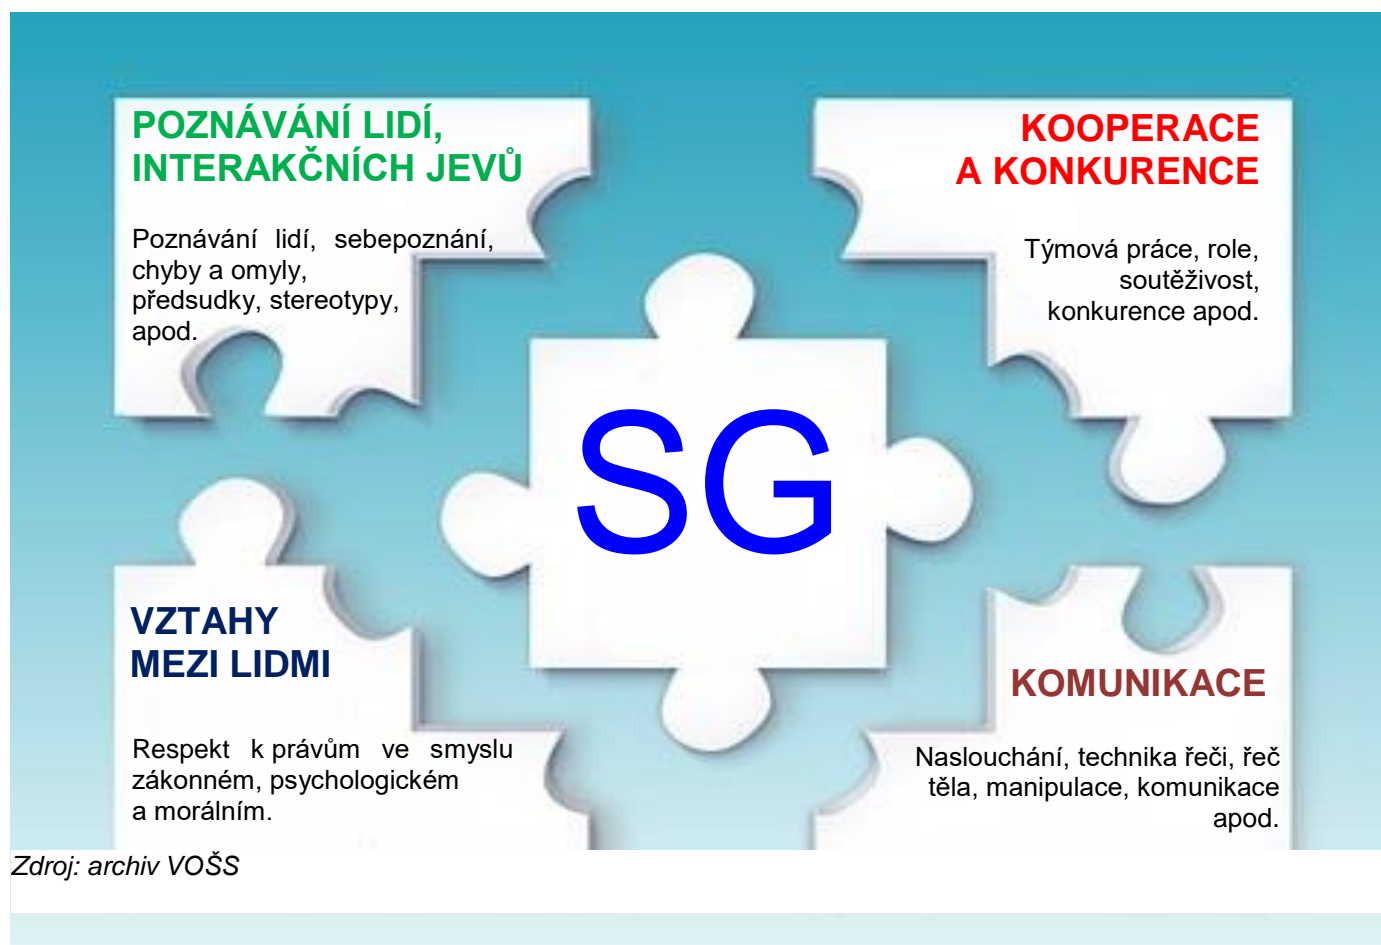 POZNÁVÁNÍ LIDÍ,
INTERAKČNÍCH JEVŮ
Poznávání lidí, sebepoznání,
chyby a omyly,
předsudky, stereotypy,
apod.
KOOPERACE
A KONKURENCE
Týmová práce, role,
soutěživost,
konkurence apod.
SG
VZTAHY
MEZI LIDMI
Respekt k právům ve smyslu
zákonném, psychologickém
a morálním.
KOMUNIKACE
Naslouchání, technika řeči, řeč
těla, manipulace, komunikace
apod.
Zdroj: archiv VOŠS